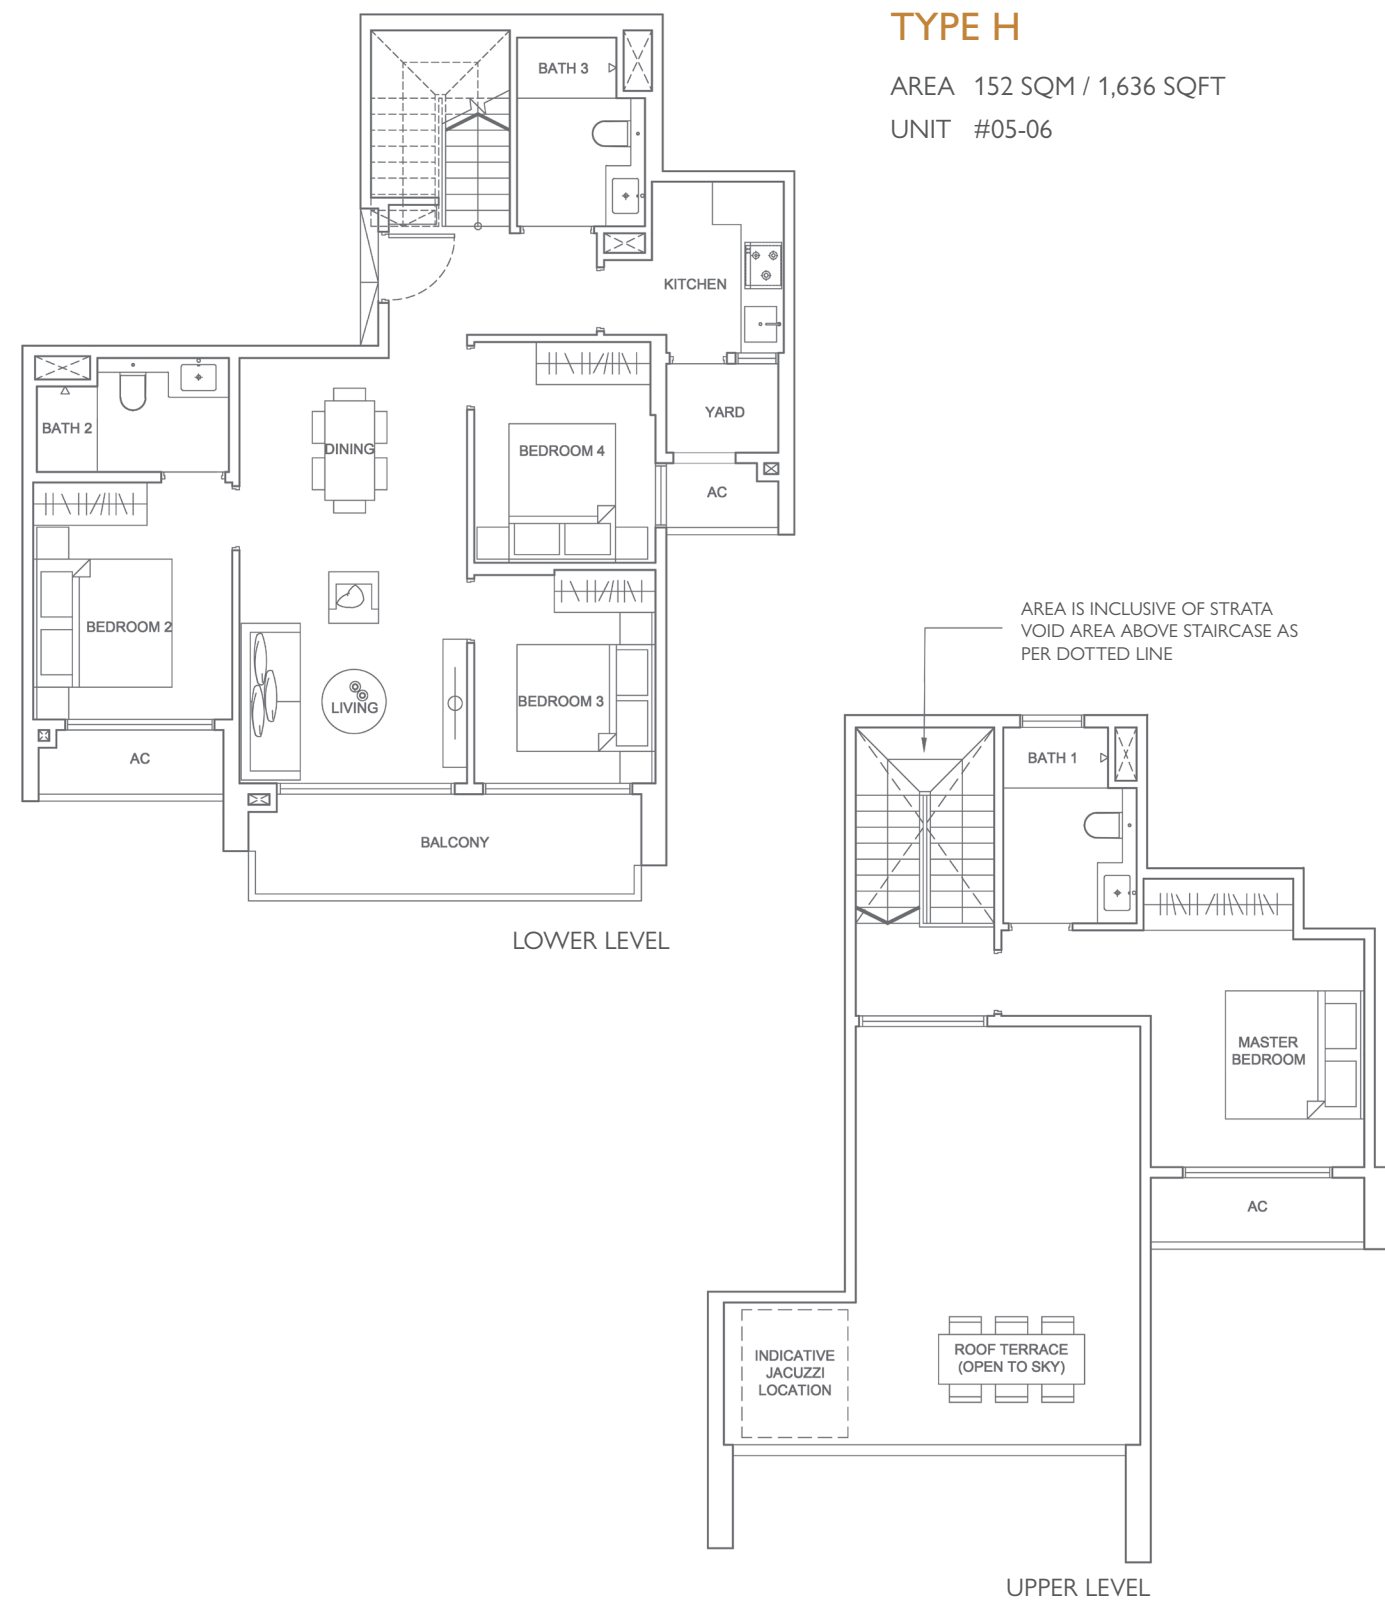 TYPE H
AREA 152 SQM / 1,636 SQFT
UNIT #05-06
BATH 3
KITCHEN
YARD
AC
BATH 2
DINING
BEDROOM 4
BEDROOM 2
LIVING
BEDROOM 3
AC
BALCONY
LOWER LEVEL
AREA IS INCLUSIVE OF STRATA
VOID AREA ABOVE STAIRCASE AS
PER DOTTED LINE
BATH 1
MASTER
BEDROOM
AC
INDICATIVE
JACUZZI
LOCATION
ROOF TERRACE
(OPEN TO SKY)
UPPER LEVEL